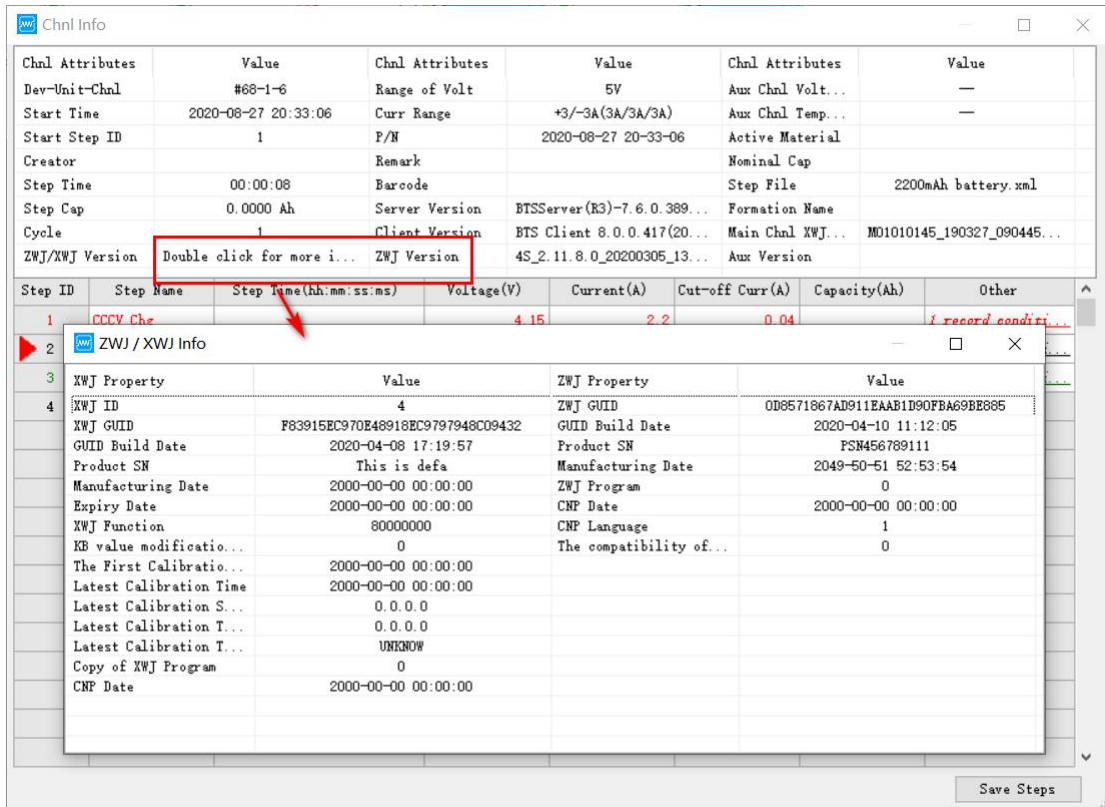 Chnl Info
Chnl Attributes Value Chnl Attributes Value Chnl Attributes Value
Dev-Unit-Chnl #68-1-6 Range of Volt 5V Aux Chnl Volt... —
Start Time 2020-08-27 20:33:06 Curr Range +3/-3A(3A/3A/3A) Aux Chnl Temp... —
Start Step ID 1 P/N 2020-08-27 20-33-06 Active Material
Creator Remark Nominal Cap
Step Time 00:00:08 Barcode Step File 2200mAh battery.xml
Step Cap 0.0000 Ah Server Version BTSServer(R3)-7.6.0.389... Formation Name
Cycle 1 Client Version BTS Client 8.0.0.417(20... Main Chnl XWJ... M01010145_190327_090445...
ZWJ/XWJ Version Double click for more i... ZWJ Version 4S_2.11.8.0_20200305_13... Aux Version
Step ID Step Name Step Time(hh:mm:ss:ms) Voltage(V) Current(A) Cut-off Curr(A) Capacity(Ah) Other
1 CCCV Chg 4.15 2.2 0.04 1 record conditi...
2
3
4
ZWJ / XWJ Info
XWJ Property Value ZWJ Property Value
XWJ ID 4 ZWJ GUID 0D8571867AD911EAAB1D90FBA69BE885
XWJ GUID F83915EC970E48918EC9797948C09432 GUID Build Date 2020-04-10 11:12:05
GUID Build Date 2020-04-08 17:19:57 Product SN PSN456789111
Product SN This is defa Manufacturing Date 2049-50-51 52:53:54
Manufacturing Date 2000-00-00 00:00:00 ZWJ Program 0
Expiry Date 2000-00-00 00:00:00 CNP Date 2000-00-00 00:00:00
XWJ Function 80000000 CNP Language 1
KB value modificatio... 0 The compatibility of... 0
The First Calibratio... 2000-00-00 00:00:00
Latest Calibration Time 2000-00-00 00:00:00
Latest Calibration S... 0.0.0.0
Latest Calibration T... 0.0.0.0
Latest Calibration T... UNKNOW
Copy of XWJ Program 0
CNP Date 2000-00-00 00:00:00
Save Steps